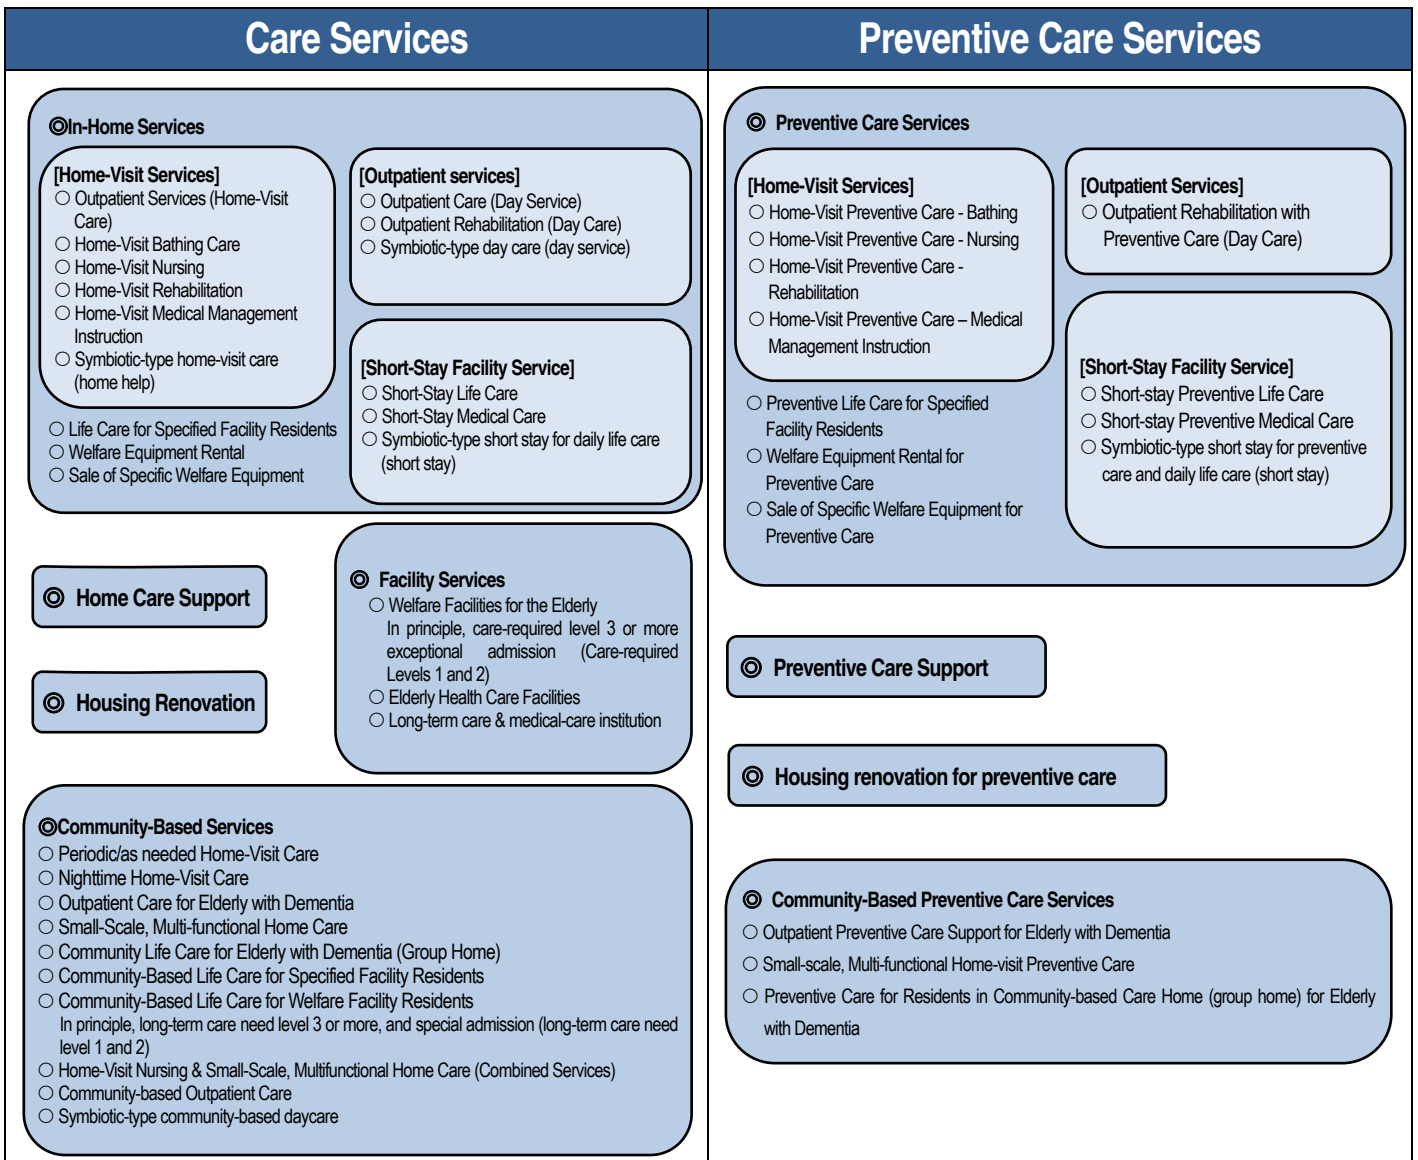 Care Services
Preventive Care Services
◎In-Home Services
[Home-Visit Services]
○ Outpatient Services (Home-Visit
Care)
○ Home-Visit Bathing Care
○ Home-Visit Nursing
○ Home-Visit Rehabilitation
○ Home-Visit Medical Management
Instruction
○ Symbiotic-type home-visit care
(home help)
○ Life Care for Specified Facility Residents
○ Welfare Equipment Rental
○ Sale of Specific Welfare Equipment
[Outpatient services]
○ Outpatient Care (Day Service)
○ Outpatient Rehabilitation (Day Care)
○ Symbiotic-type day care (day service)
[Short-Stay Facility Service]
○ Short-Stay Life Care
○ Short-Stay Medical Care
○ Symbiotic-type short stay for daily life care
(short stay)
◎ Home Care Support
◎ Housing Renovation
◎ Facility Services
○ Welfare Facilities for the Elderly
In principle, care-required level 3 or more
exceptional admission (Care-required
Levels 1 and 2)
○ Elderly Health Care Facilities
○ Long-term care & medical-care institution
◎Community-Based Services
○ Periodic/as needed Home-Visit Care
○ Nighttime Home-Visit Care
○ Outpatient Care for Elderly with Dementia
○ Small-Scale, Multi-functional Home Care
○ Community Life Care for Elderly with Dementia (Group Home)
○ Community-Based Life Care for Specified Facility Residents
○ Community-Based Life Care for Welfare Facility Residents
In principle, long-term care need level 3 or more, and special admission (long-term care need
level 1 and 2)
○ Home-Visit Nursing & Small-Scale, Multifunctional Home Care (Combined Services)
○ Community-based Outpatient Care
○ Symbiotic-type community-based daycare
◎ Preventive Care Services
[Home-Visit Services]
○ Home-Visit Preventive Care - Bathing
○ Home-Visit Preventive Care - Nursing
○ Home-Visit Preventive Care -
Rehabilitation
○ Home-Visit Preventive Care – Medical
Management Instruction
○ Preventive Life Care for Specified
Facility Residents
○ Welfare Equipment Rental for
Preventive Care
○ Sale of Specific Welfare Equipment for
Preventive Care
[Outpatient Services]
○ Outpatient Rehabilitation with
Preventive Care (Day Care)
[Short-Stay Facility Service]
○ Short-stay Preventive Life Care
○ Short-stay Preventive Medical Care
○ Symbiotic-type short stay for preventive
care and daily life care (short stay)
◎ Preventive Care Support
◎ Housing renovation for preventive care
◎ Community-Based Preventive Care Services
○ Outpatient Preventive Care Support for Elderly with Dementia
○ Small-scale, Multi-functional Home-visit Preventive Care
○ Preventive Care for Residents in Community-based Care Home (group home) for Elderly
with Dementia